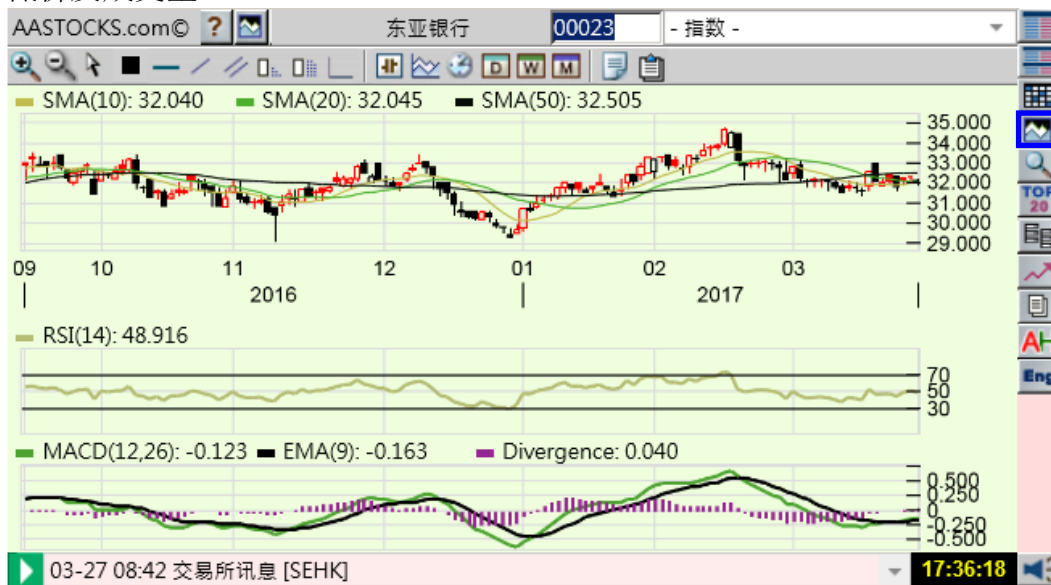 AASTOCKS.com© ? 东亚银行 00023 - 指数 -
D W M
SMA(10): 32.040 SMA(20): 32.045 SMA(50): 32.505
35.000
34.000
33.000
32.000
31.000
30.000
29.000
09 10 11 12 01 02 03
2016 2017
RSI(14): 48.916
70
50
30
MACD(12,26): -0.123 EMA(9): -0.163 Divergence: 0.040
0.500
0.250
0
-0.250
-0.500
03-27 08:42 交易所讯息 [SEHK] 17:36:18
TOP
20
AH
Eng